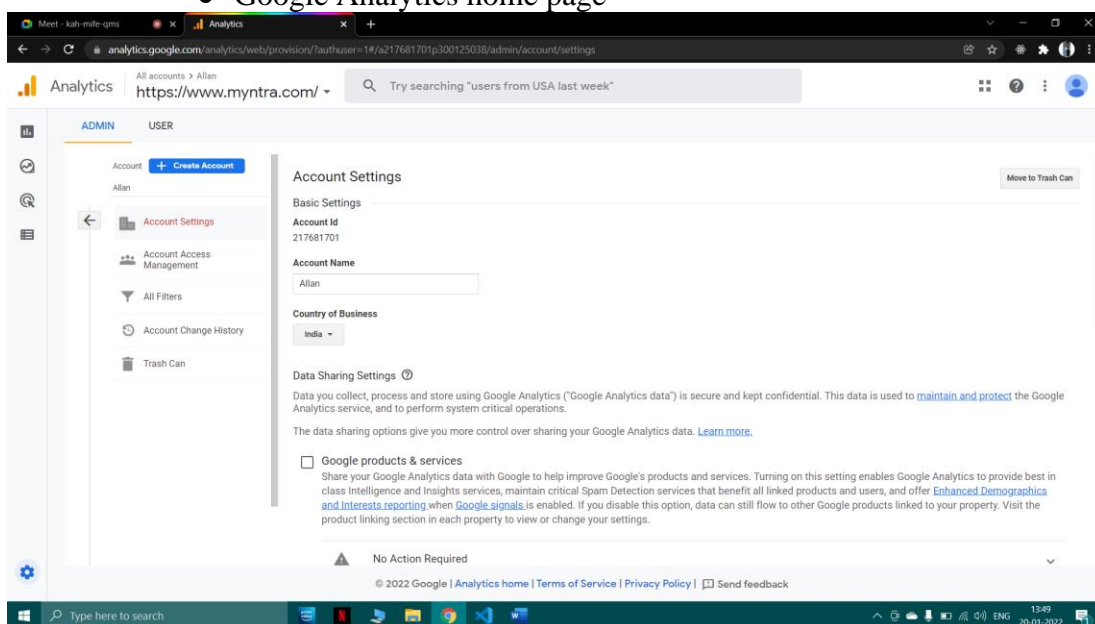 Google Analytics home page
Meet - kah-mife-qms
Analytics
analytics.google.com/analytics/web/provision/?authuser=1#/a217681701p300125038/admin/account/settings
Analytics
All accounts > Allan
https://www.myntra.com/
Try searching "users from USA last week"
ADMIN USER
Account + Create Account
Allan
Account Settings
Account Access
Management
All Filters
Account Change History
Trash Can
Account Settings
Move to Trash Can
Basic Settings
Account Id
217681701
Account Name
Allan
Country of Business
India
Data Sharing Settings
Data you collect, process and store using Google Analytics ("Google Analytics data") is secure and kept confidential. This data is used to maintain and protect the Google
Analytics service, and to perform system critical operations.
The data sharing options give you more control over sharing your Google Analytics data. Learn more.
Google products & services
Share your Google Analytics data with Google to help improve Google's products and services. Turning on this setting enables Google Analytics to provide best in
class Intelligence and Insights services, maintain critical Spam Detection services that benefit all linked products and users, and offer Enhanced Demographics
and Interests reporting when Google signals is enabled. If you disable this option, data can still flow to other Google products linked to your property. Visit the
product linking section in each property to view or change your settings.
No Action Required
© 2022 Google | Analytics home | Terms of Service | Privacy Policy | Send feedback
Type here to search
ENG
13:49
20-01-2022